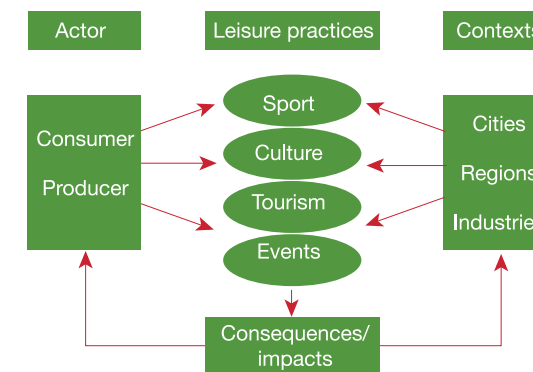 Actor
Leisure practices
Contexts
Consumer
Producer
Sport
Culture
Tourism
Events
Cities
Regions
Industrie
Consequences/
impacts